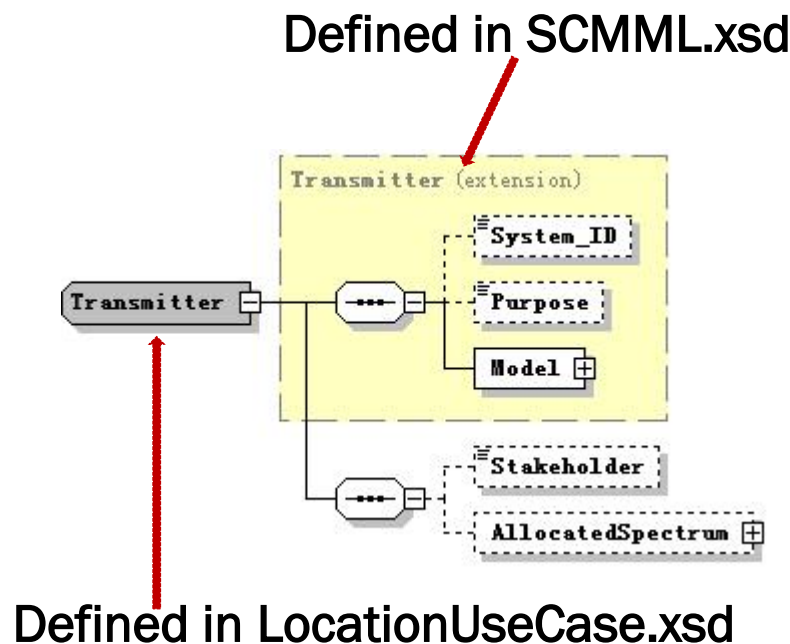 Defined in SCMML.xsd
Transmitter (extension)
System_ID
Transmitter
Purpose
Model
Stakeholder
AllocatedSpectrum
Defined in LocationUseCase.xsd